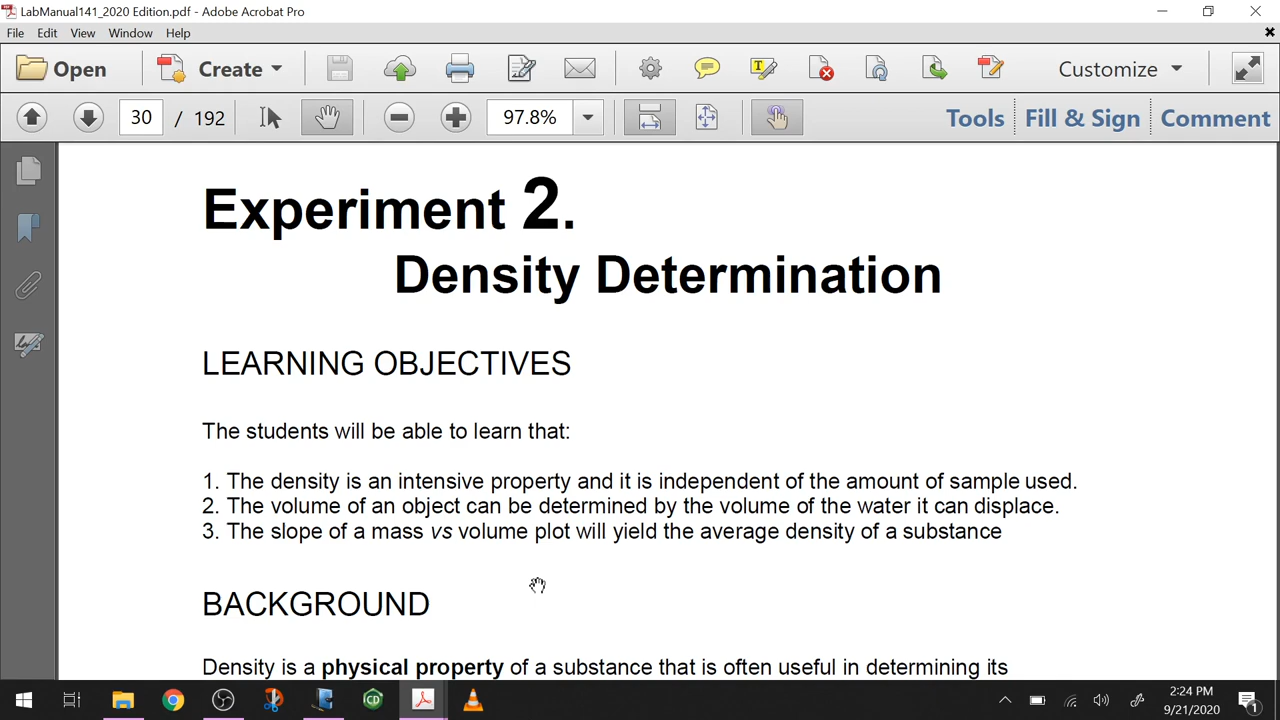 LabManual141_2020 Edition.pdf - Adobe Acrobat Pro
File Edit View Window Help
Open Create Customize
30 / 192 97.8% Tools Fill & Sign Comment
Experiment 2.
Density Determination
LEARNING OBJECTIVES
The students will be able to learn that:
1. The density is an intensive property and it is independent of the amount of sample used.
2. The volume of an object can be determined by the volume of the water it can displace.
3. The slope of a mass vs volume plot will yield the average density of a substance
BACKGROUND
Density is a physical property of a substance that is often useful in determining its
2:24 PM
9/21/2020
1